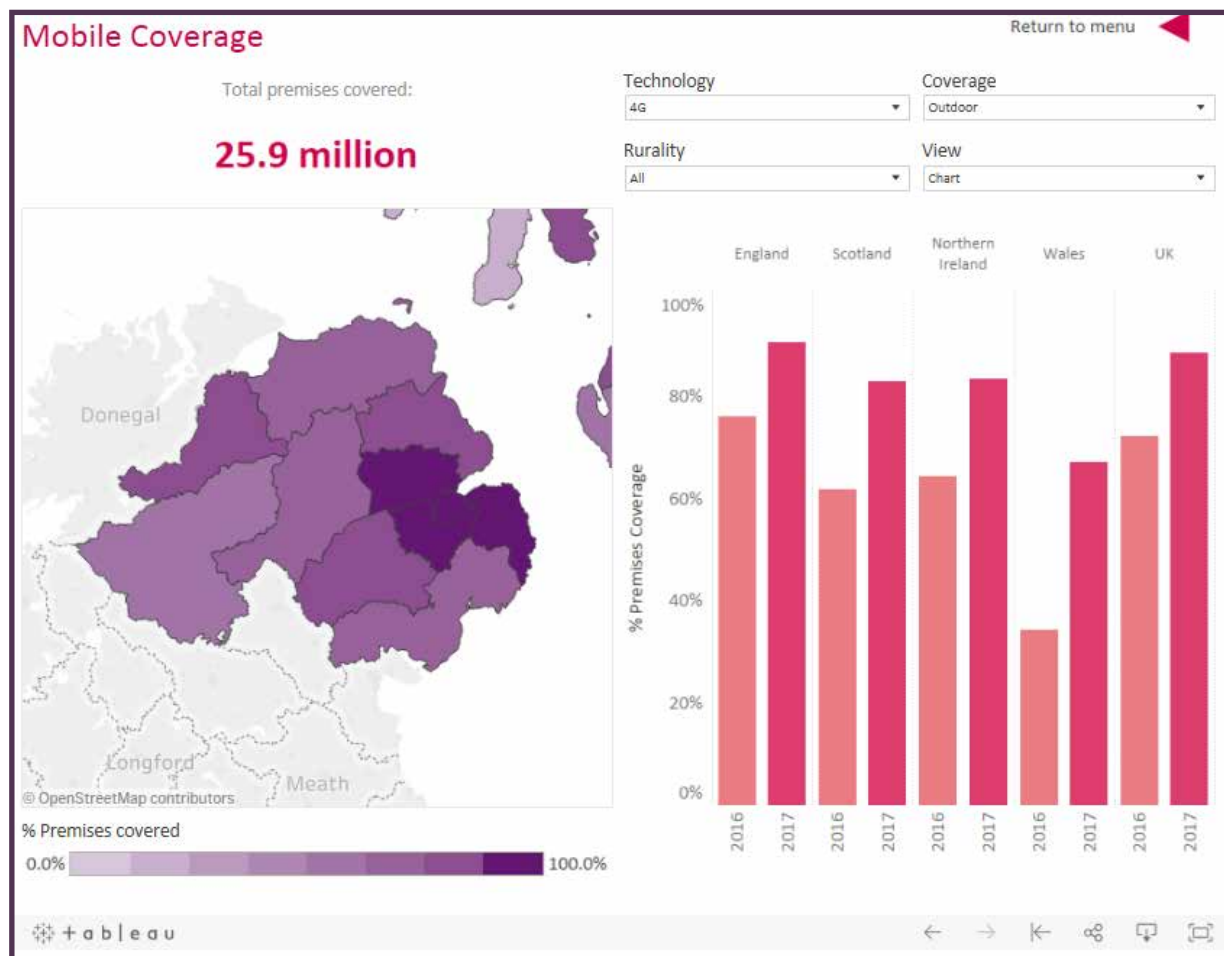 Mobile Coverage
Return to menu
Total premises covered:
25.9 million
Technology
4G
Coverage
Outdoor
Rurality
All
View
Chart
Donegal
Longford
Meath
© OpenStreetMap contributors
% Premises covered
0.0%
100.0%
England
Scotland
Northern
Ireland
Wales
UK
100%
80%
60%
40%
20%
0%
% Premises Coverage
2016
2017
2016
2017
2016
2017
2016
2017
2016
2017
+ableau